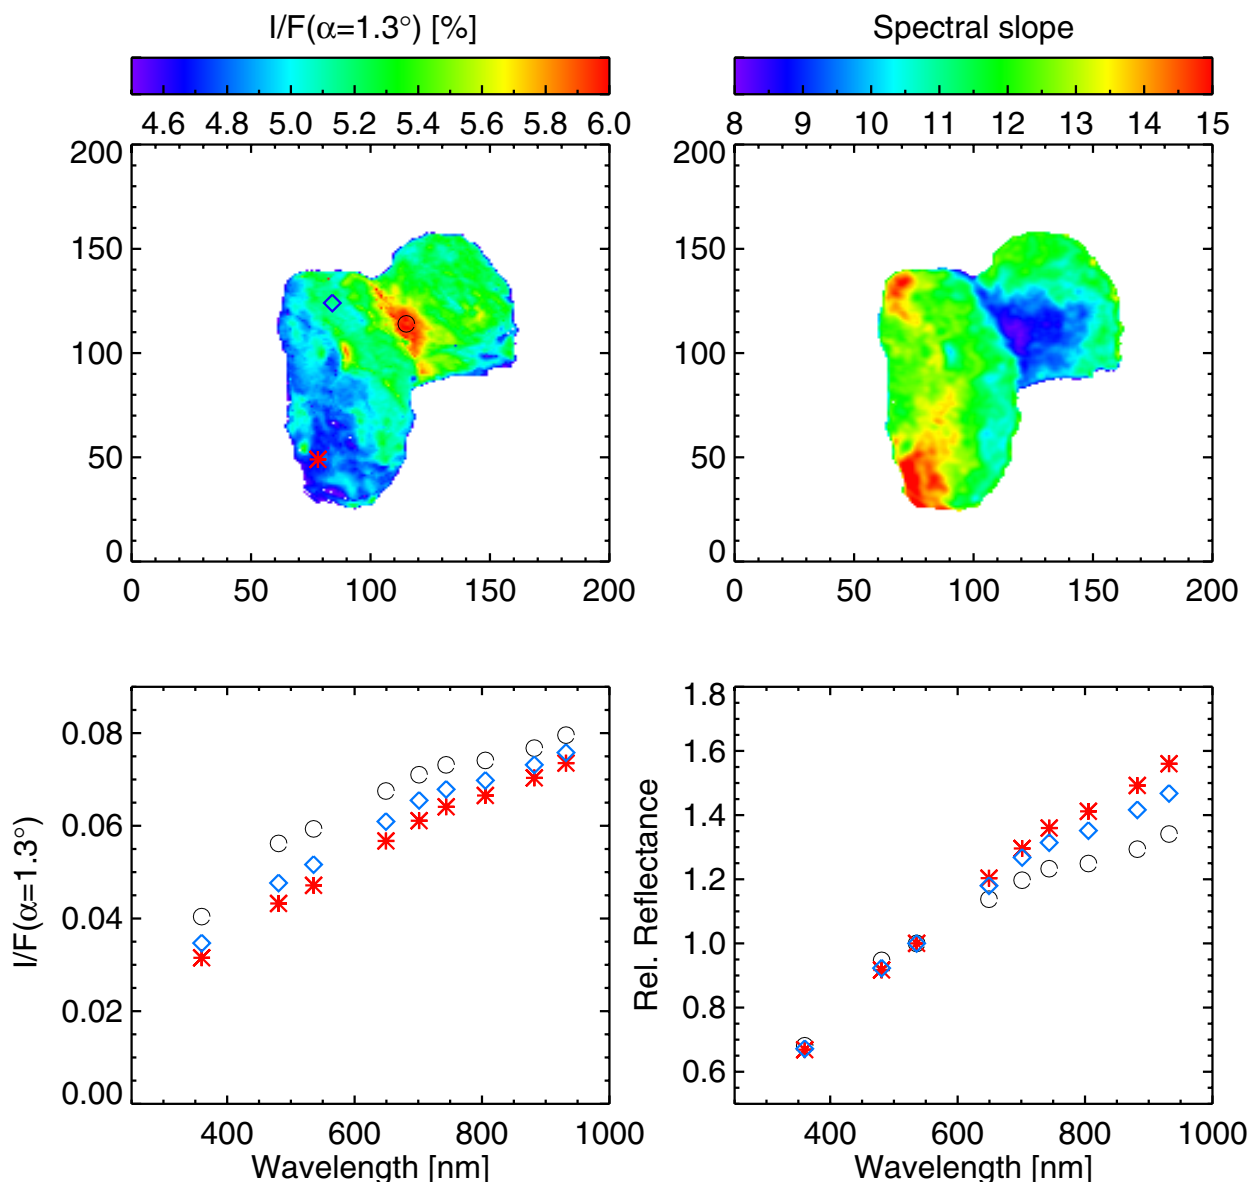 I/F(α=1.3°) [%]
4.6 4.8 5.0 5.2 5.4 5.6 5.8 6.0
200
150
100
50
0
0 50 100 150 200
Spectral slope
8 9 10 11 12 13 14 15
200
150
100
50
0
0 50 100 150 200
I/F(α=1.3°)
0.08
0.06
0.04
0.02
0.00
400 600 800 1000
Wavelength [nm]
Rel. Reflectance
1.8
1.6
1.4
1.2
1.0
0.8
0.6
400 600 800 1000
Wavelength [nm]